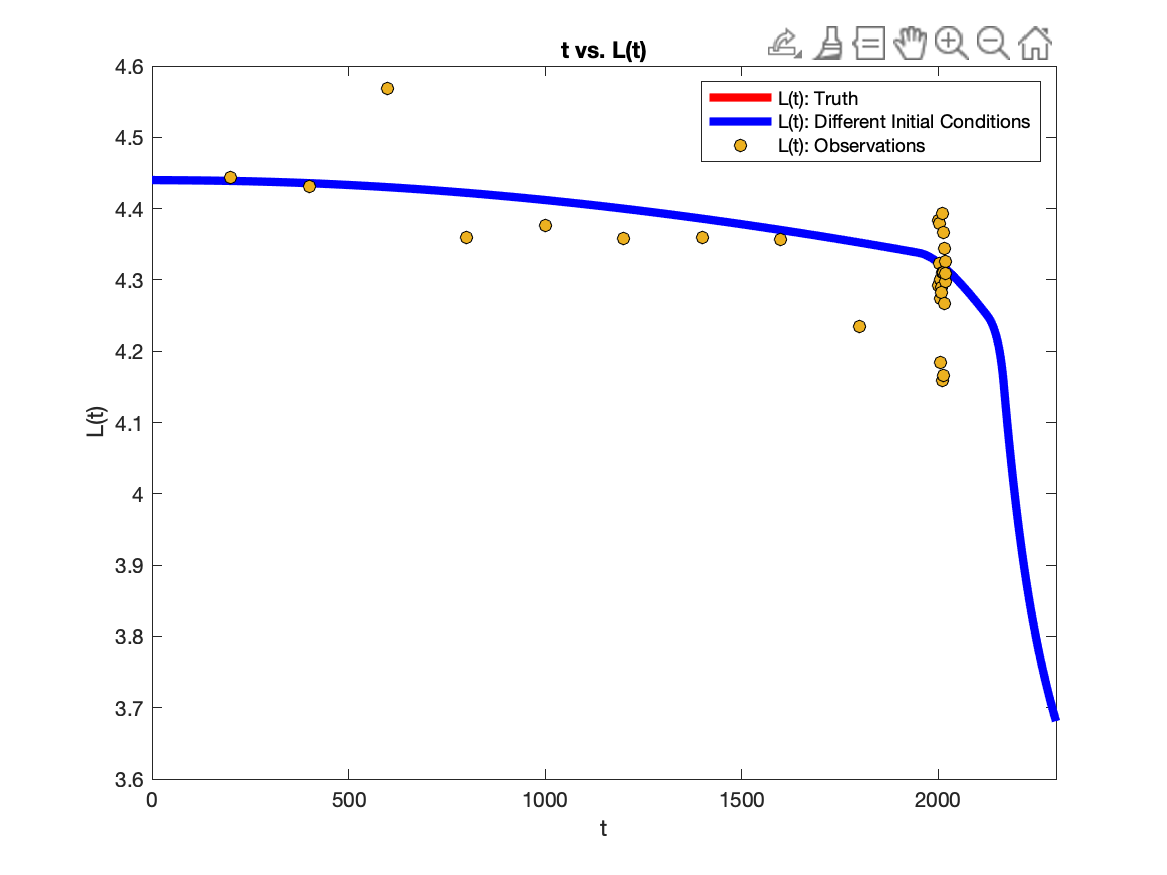 t vs. L(t)
L(t): Truth
L(t): Different Initial Conditions
L(t): Observations
4.6
4.5
4.4
4.3
4.2
4.1
4
3.9
3.8
3.7
3.6
L(t)
0 500 1000 1500 2000
t